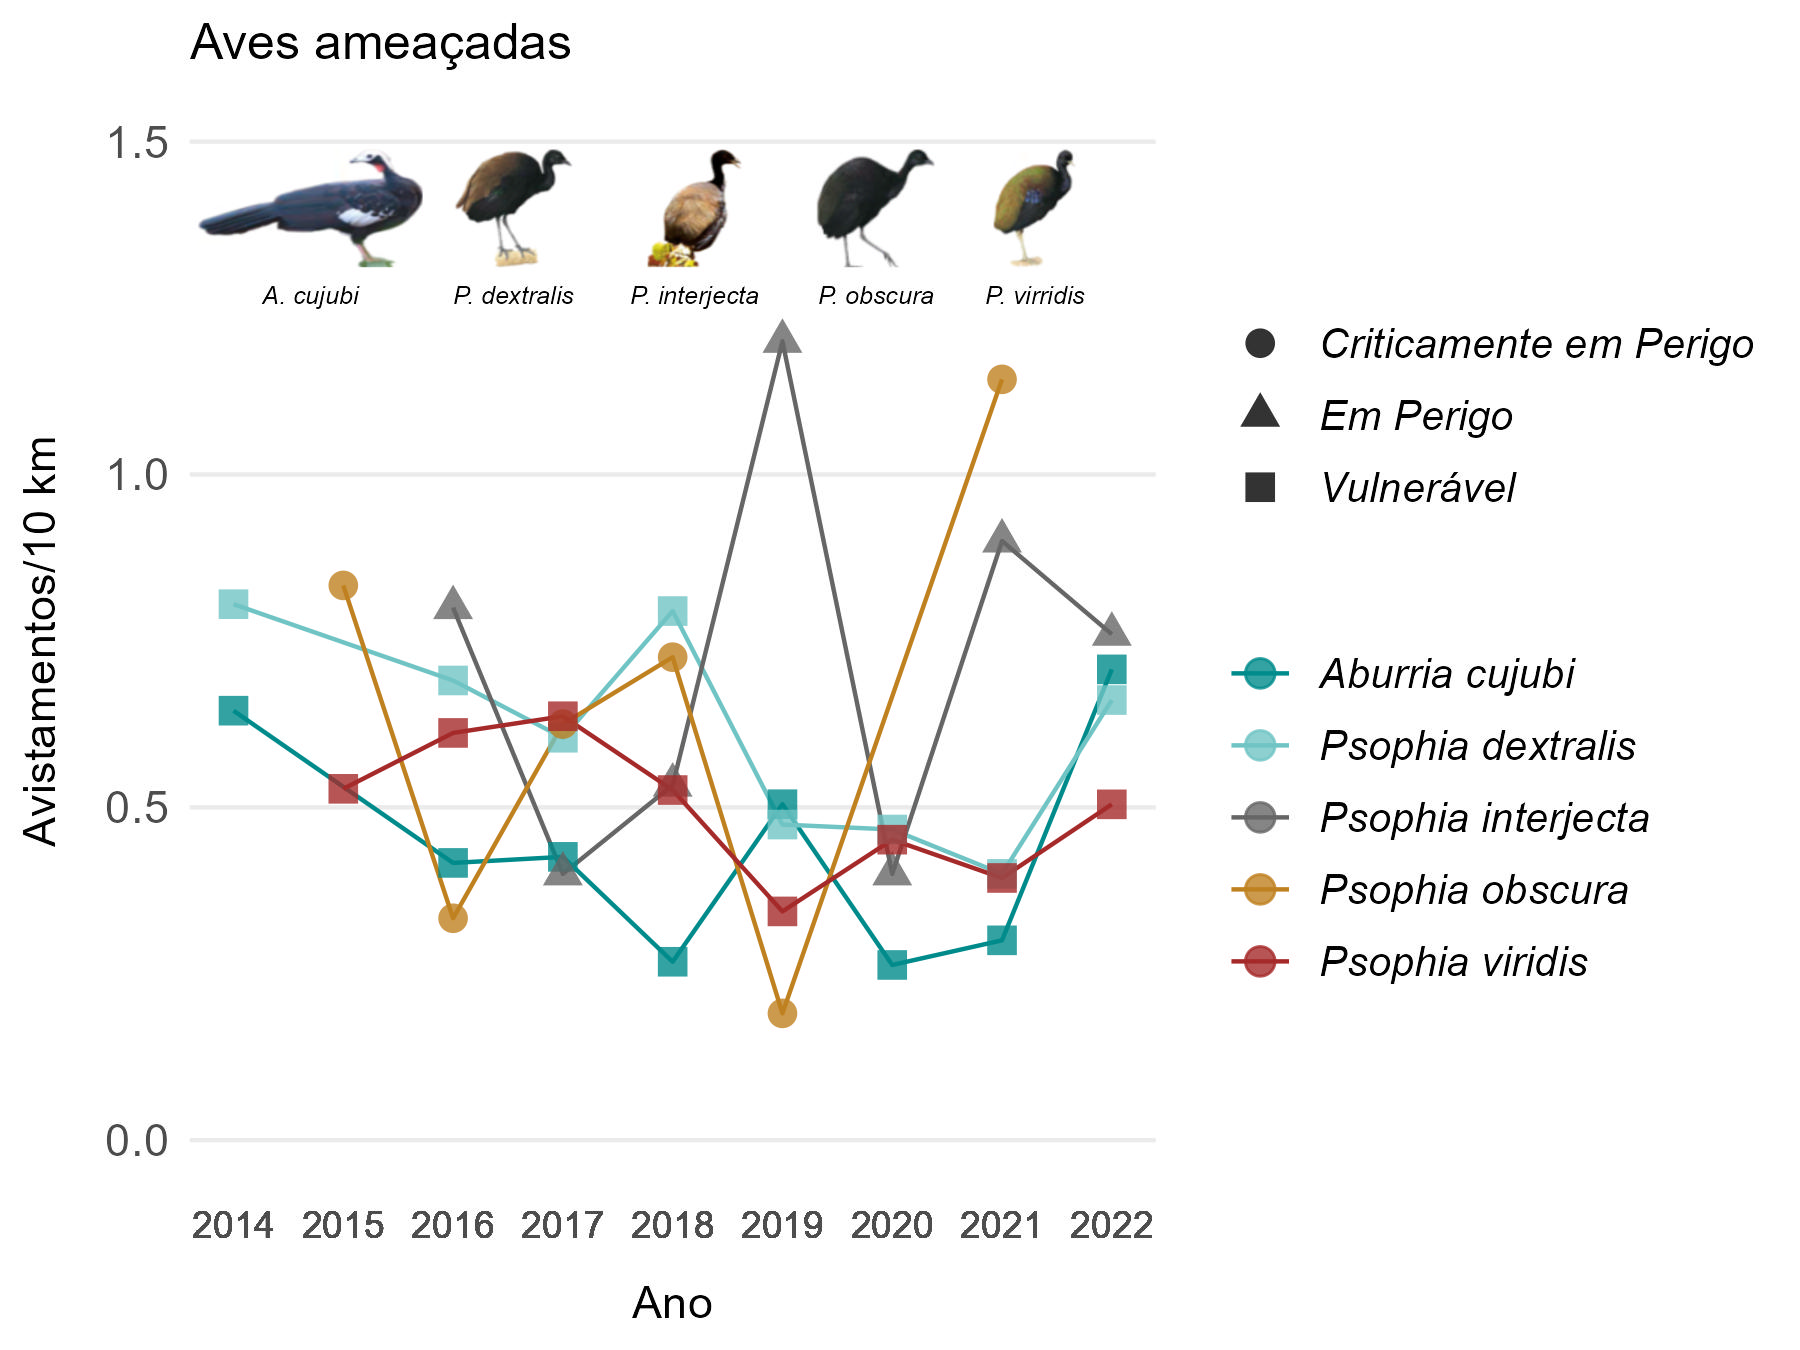 Aves ameaçadas
1.5
A. cujubi P. dextralis P. interjecta P. obscura P. virridis
Criticamente em Perigo
Em Perigo
1.0
Vulnerável
Avistamentos/10 km
Aburria cujubi
Psophia dextralis
0.5
Psophia interjecta
Psophia obscura
Psophia viridis
0.0
2014 2015 2016 2017 2018 2019 2020 2021 2022
Ano